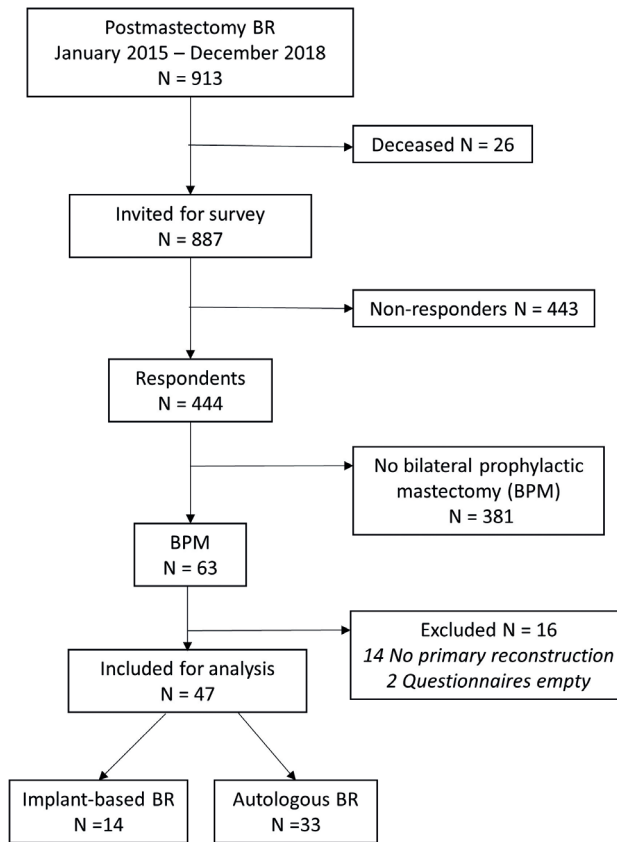 Postmastectomy BR
January 2015 – December 2018
N = 913
Deceased N = 26
Invited for survey
N = 887
Non-responders N = 443
Respondents
N = 444
No bilateral prophylactic
mastectomy (BPM)
N = 381
BPM
N = 63
Excluded N = 16
14 No primary reconstruction
2 Questionnaires empty
Included for analysis
N = 47
Implant-based BR
N =14
Autologous BR
N =33